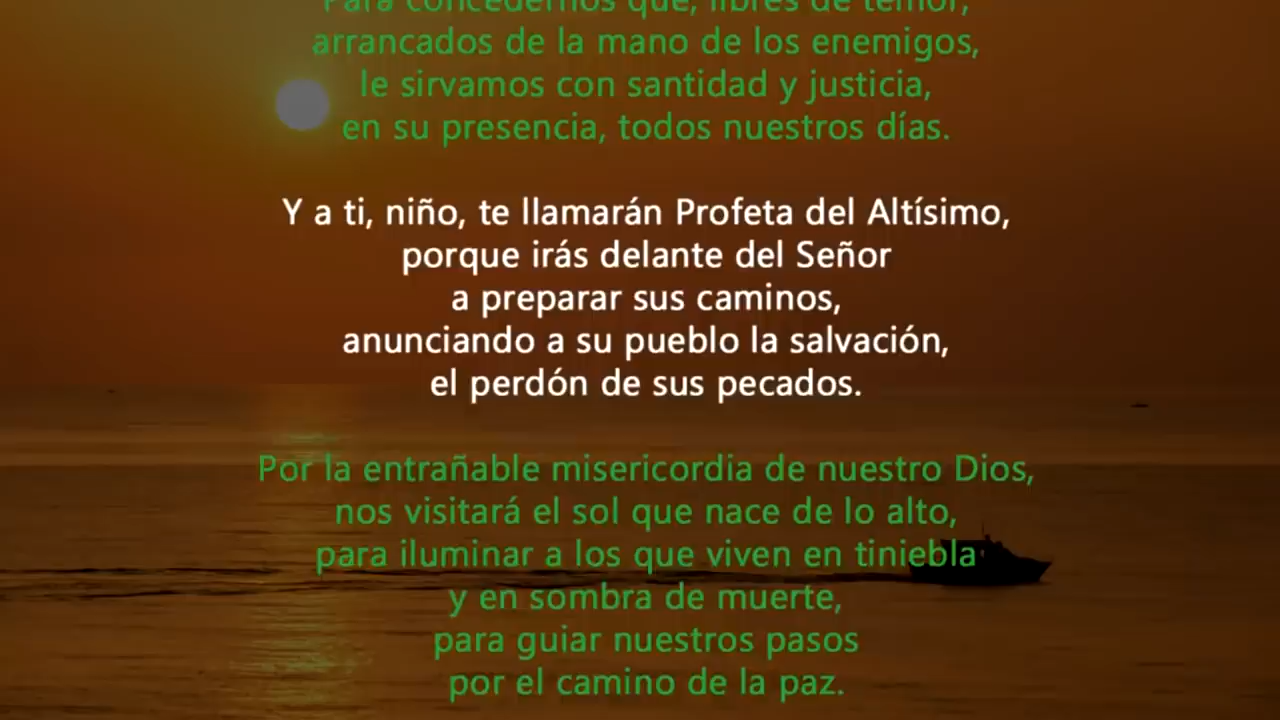 Para concedernos que, libres de temor,
arrancados de la mano de los enemigos,
le sirvamos con santidad y justicia,
en su presencia, todos nuestros días.
Y a ti, niño, te llamarán Profeta del Altísimo,
porque irás delante del Señor
a preparar sus caminos,
anunciando a su pueblo la salvación,
el perdón de sus pecados.
Por la entrañable misericordia de nuestro Dios,
nos visitará el sol que nace de lo alto,
para iluminar a los que viven en tiniebla
y en sombra de muerte,
para guiar nuestros pasos
por el camino de la paz.